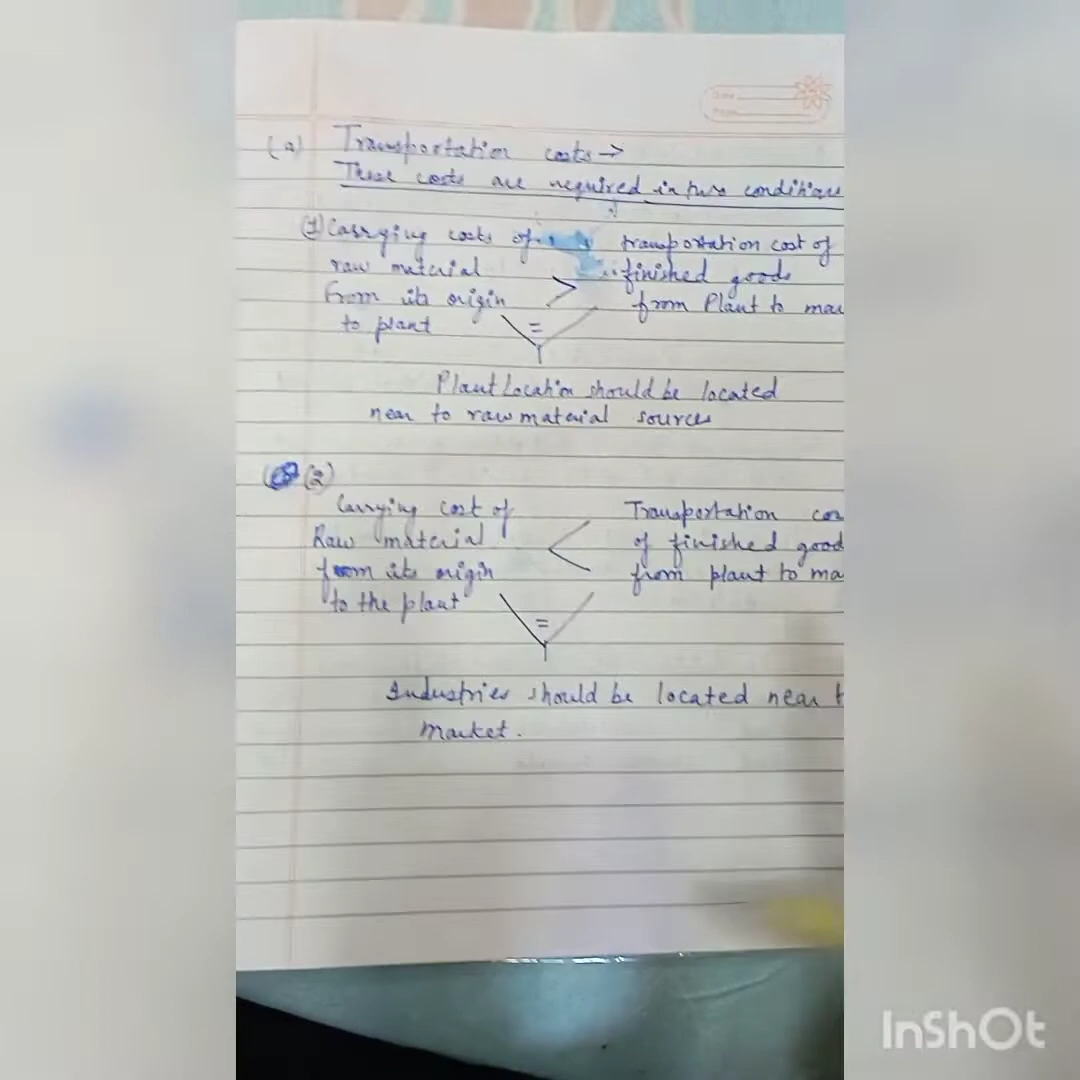 Date
Page
(a) Transportation costs →
These costs are required in two conditions
(1) Carrying costs of transportation cost of
raw material > finished goods
From its origin from Plant to
to plant =
Plant Location should be located
near to raw material sources
(2)
Carrying cost of Transportation
Raw material < of finished good
from its origin from plant to
to the plant =
Industries should be located near
Market.
InShOt